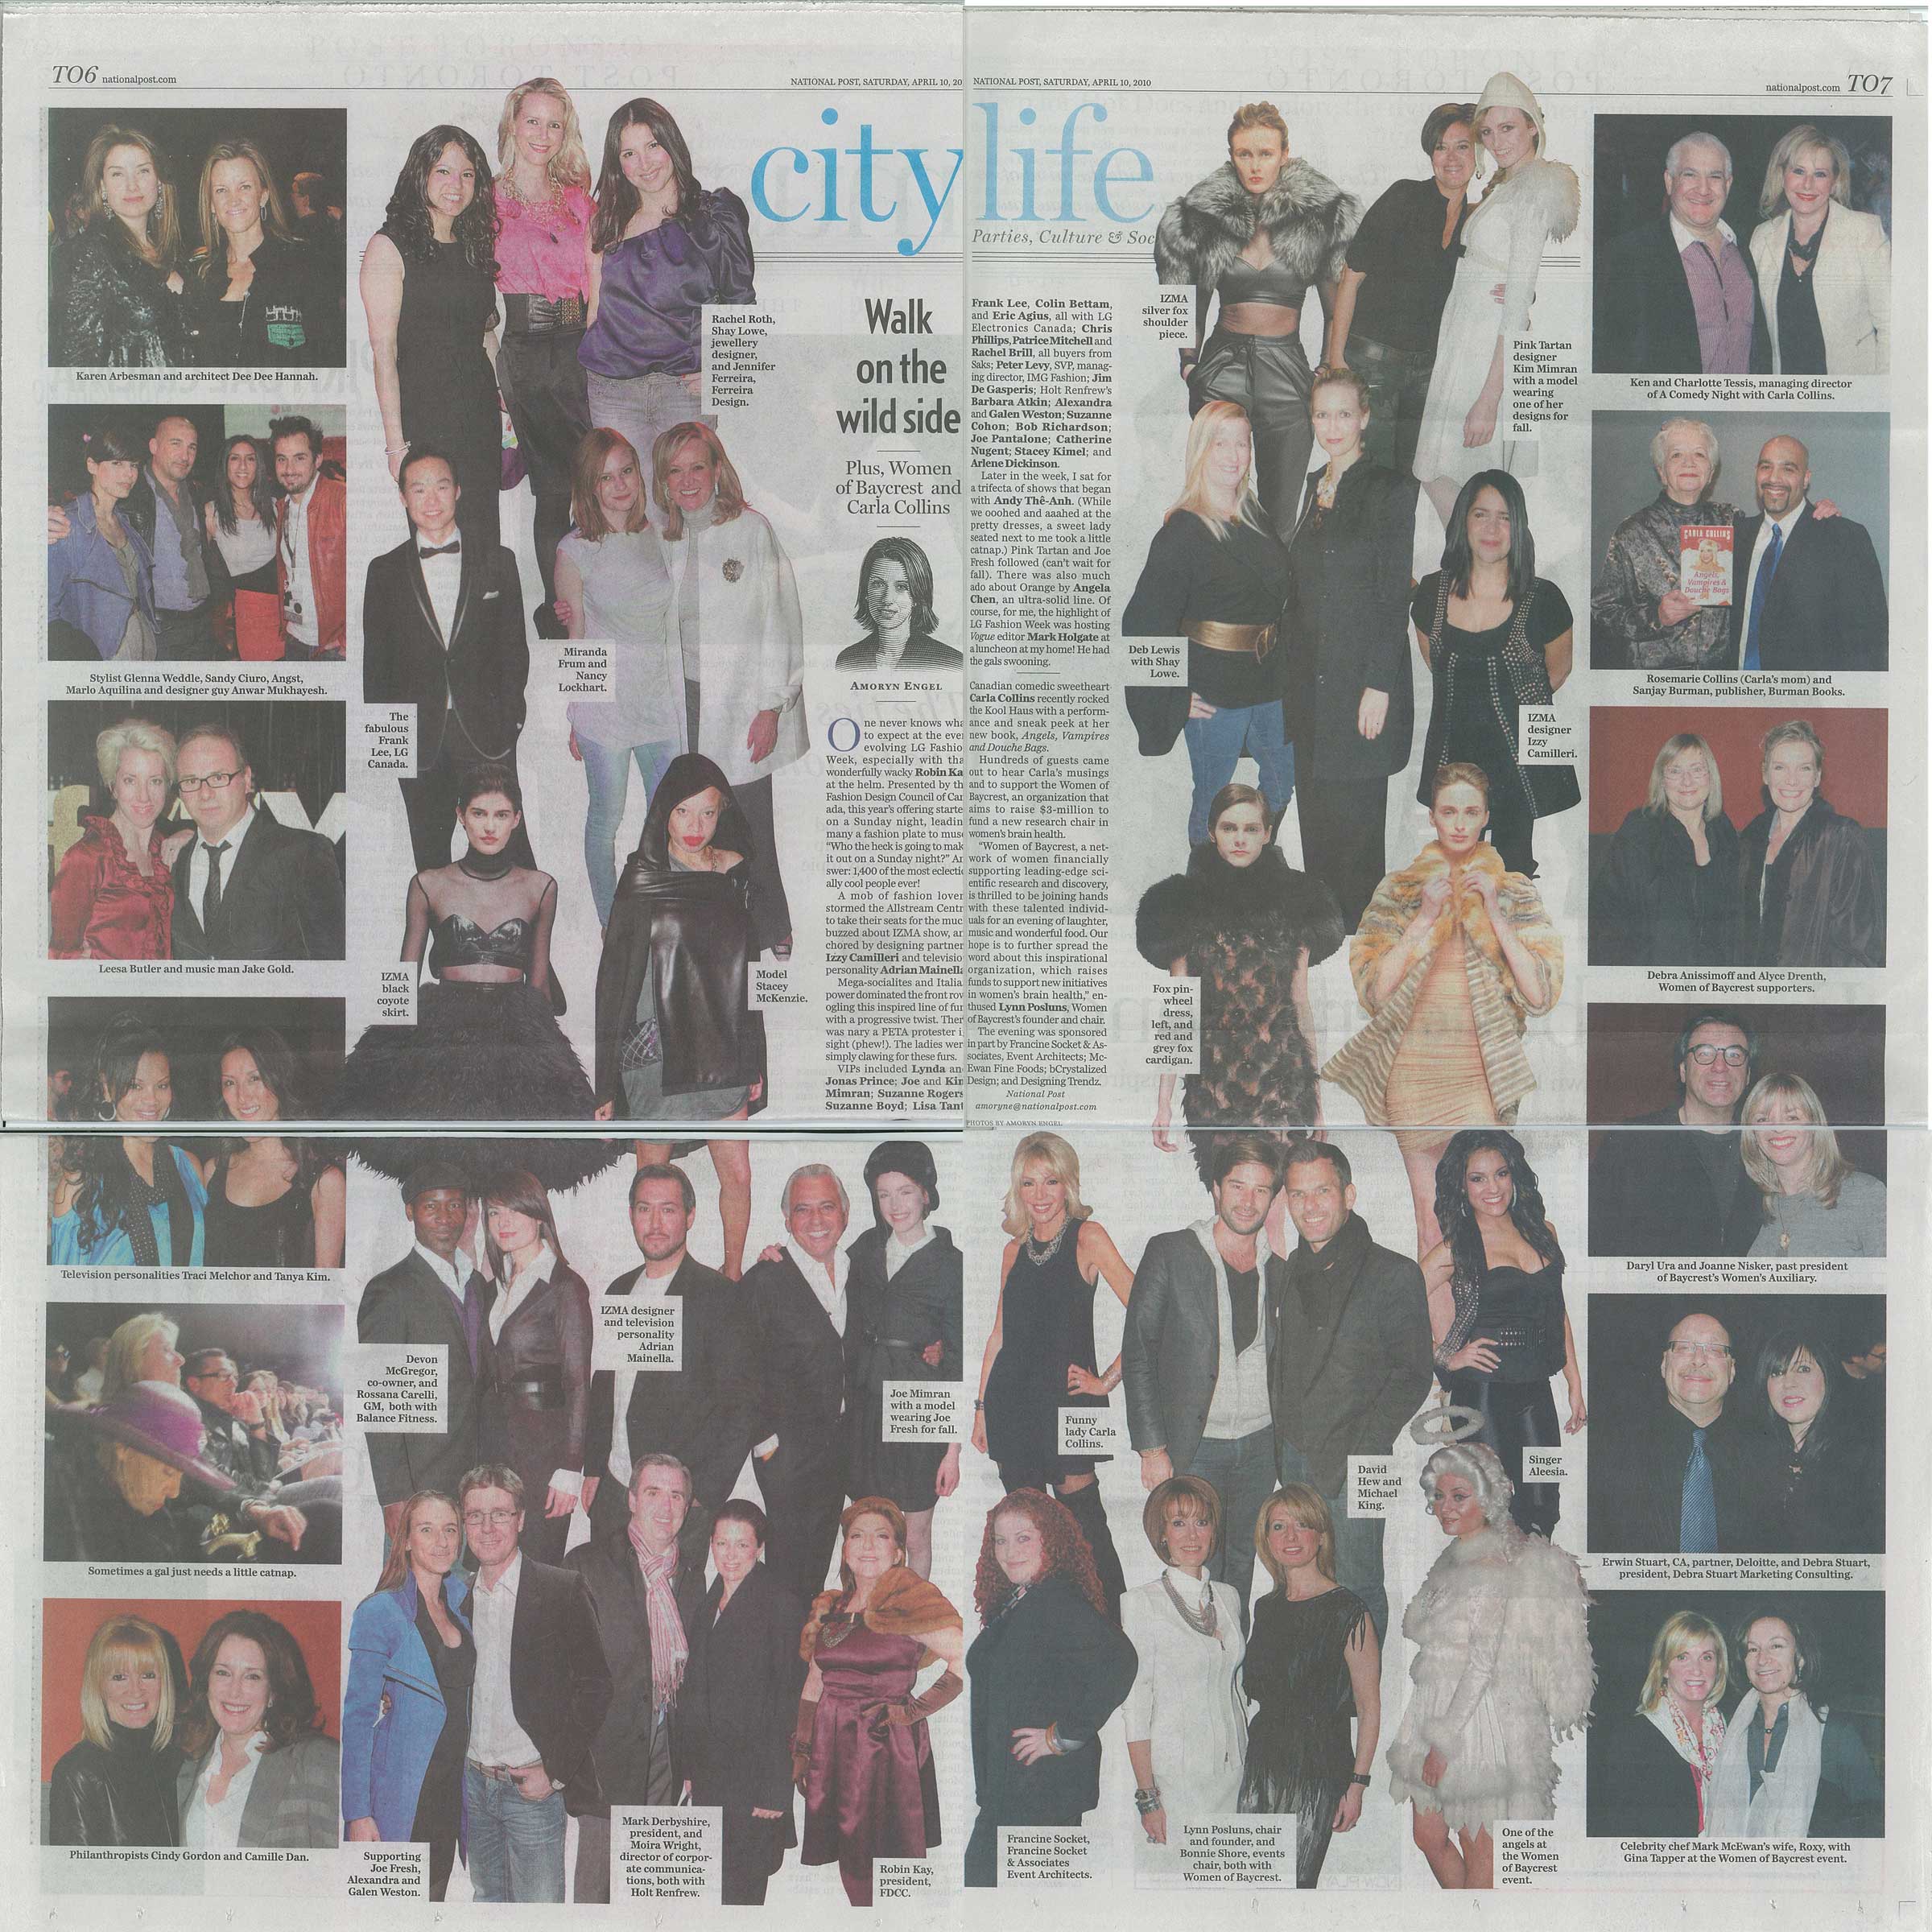 TO6 nationalpost.com
NATIONAL POST, SATURDAY, APRIL 10, 20
NATIONAL POST, SATURDAY, APRIL 10, 2010
nationalpost.com TO7
city life
Parties, Culture & Soc
Karen Arbesman and architect Dee Dee Hannah.
Stylist Glenna Weddle, Sandy Ciuro, Angst,
Marlo Aquilina and designer guy Anwar Mukhayesh.
Leesa Butler and music man Jake Gold.
Television personalities Traci Melchor and Tanya Kim.
Sometimes a gal just needs a little catnap.
Philanthropists Cindy Gordon and Camille Dan.
Rachel Roth,
Shay Lowe,
jewellery
designer,
and Jennifer
Ferreira,
Ferreira
Design.
The
fabulous
Frank
Lee, LG
Canada.
Miranda
Frum and
Nancy
Lockhart.
IZMA
black
coyote
skirt.
Model
Stacey
McKenzie.
Devon
McGregor,
co-owner, and
Rossana Carelli,
GM, both with
Balance Fitness.
IZMA designer
and television
personality
Adrian
Mainella.
Joe Mimran
with a model
wearing Joe
Fresh for fall.
Supporting
Joe Fresh,
Alexandra and
Galen Weston.
Mark Derbyshire,
president, and
Moira Wright,
director of corpor-
ate communica-
tions, both with
Holt Renfrew.
Robin Kay,
president,
FDCC.
Walk
on the
wild side
Plus, Women
of Baycrest and
Carla Collins
AMORYN ENGEL
One never knows wha
to expect at the eve
evolving LG Fashio
Week, especially with tha
wonderfully wacky Robin Ka
at the helm. Presented by th
Fashion Design Council of Can
ada, this year's offering starte
on a Sunday night, leadin
many a fashion plate to muse
"Who the heck is going to mak
it out on a Sunday night?" An
swer: 1,400 of the most eclecti
ally cool people ever!
A mob of fashion lover
stormed the Allstream Centr
to take their seats for the muc
buzzed about IZMA show, an
chored by designing partner
Izzy Camilleri and televisio
personality Adrian Mainella
Mega-socialites and Italia
power dominated the front rov
ogling this inspired line of fur
with a progressive twist. Ther
was nary a PETA protester i
sight (phew!). The ladies wer
simply clawing for these furs.
VIPs included Lynda an
Jonas Prince; Joe and Kin
Mimran; Suzanne Rogers
Suzanne Boyd; Lisa Tant
Frank Lee, Colin Bettam,
and Eric Agius, all with LG
Electronics Canada; Chris
Phillips, Patrice Mitchell and
Rachel Brill, all buyers from
Saks; Peter Levy, SVP, manag-
ing director, IMG Fashion; Jim
De Gasperis; Holt Renfrew's
Barbara Atkin; Alexandra
and Galen Weston; Suzanne
Cohon; Bob Richardson;
Joe Pantalone; Catherine
Nugent; Stacey Kimel; and
Arlene Dickinson.
Later in the week, I sat for
a trifecta of shows that began
with Andy Thê-Anh. (While
we ooohed and aaahed at the
pretty dresses, a sweet lady
seated next to me took a little
catnap.) Pink Tartan and Joe
Fresh followed (can't wait for
fall). There was also much
ado about Orange by Angela
Chen, an ultra-solid line. Of
course, for me, the highlight of
LG Fashion Week was hosting
Vogue editor Mark Holgate at
a luncheon at my home! He had
the gals swooning.
Canadian comedic sweetheart
Carla Collins recently rocked
the Kool Haus with a perform-
ance and sneak peek at her
new book, Angels, Vampires
and Douche Bags.
Hundreds of guests came
out to hear Carla's musings
and to support the Women of
Baycrest, an organization that
aims to raise $3-million to
fund a new research chair in
women's brain health.
"Women of Baycrest, a net-
work of women financially
supporting leading-edge sci-
entific research and discovery,
is thrilled to be joining hands
with these talented individ-
uals for an evening of laughter,
music and wonderful food. Our
hope is to further spread the
word about this inspirational
organization, which raises
funds to support new initiatives
in women's brain health," en-
thused Lynn Posluns, Women
of Baycrest's founder and chair.
The evening was sponsored
in part by Francine Socket & As-
sociates, Event Architects; Mc-
Ewan Fine Foods; bCrystalized
Design; and Designing Trendz.
National Post
amoryne@nationalpost.com
PHOTOS BY AMORYN ENGEL
IZMA
silver fox
shoulder
piece.
Pink Tartan
designer
Kim Mimran
with a model
wearing
one of her
designs for
fall.
Deb Lewis
with Shay
Lowe.
IZMA
designer
Izzy
Camilleri.
Fox pin-
wheel
dress,
left, and
red and
grey fox
cardigan.
Funny
lady Carla
Collins.
David
Hew and
Michael
King.
Singer
Aleesia.
Francine Socket,
Francine Socket
& Associates
Event Architects.
Lynn Posluns, chair
and founder, and
Bonnie Shore, events
chair, both with
Women of Baycrest.
One of the
angels at
the Women
of Baycrest
event.
Ken and Charlotte Tessis, managing director
of A Comedy Night with Carla Collins.
CARLA COLLINS
Angels,
Vampires &
Douche Bags
Rosemarie Collins (Carla's mom) and
Sanjay Burman, publisher, Burman Books.
Debra Anissimoff and Alyce Drenth,
Women of Baycrest supporters.
Daryl Ura and Joanne Nisker, past president
of Baycrest's Women's Auxiliary.
Erwin Stuart, CA, partner, Deloitte, and Debra Stuart,
president, Debra Stuart Marketing Consulting.
Celebrity chef Mark McEwan's wife, Roxy, with
Gina Tapper at the Women of Baycrest event.